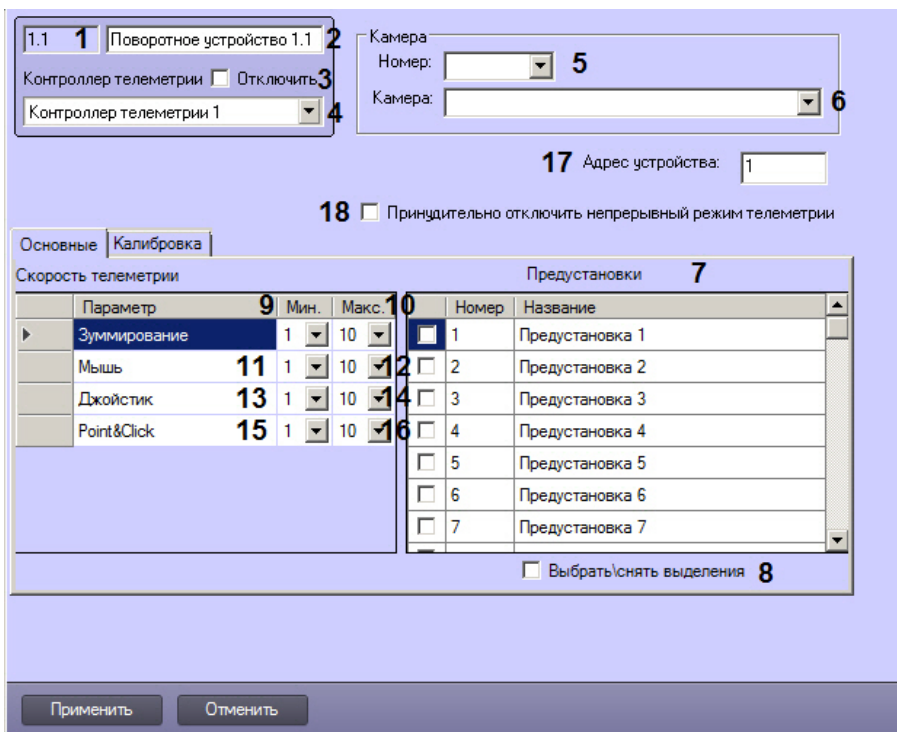 1.1 1 Поворотное устройство 1.1 2
Контроллер телеметрии Отключить 3
Контроллер телеметрии 1 4
Камера
Номер: 5
Камера: 6
17 Адрес устройства: 1
18 Принудительно отключить непрерывный режим телеметрии
Основные Калибровка
Скорость телеметрии
Предустановки 7
Параметр 9 Мин. Макс. 10
Зуммирование 1 10
Мышь 11 1 10 12
Джойстик 13 1 10 14
Point&Click 15 1 10 16
Номер Название
1 Предустановка 1
2 Предустановка 2
3 Предустановка 3
4 Предустановка 4
5 Предустановка 5
6 Предустановка 6
7 Предустановка 7
Выбрать\снять выделения 8
Применить Отменить